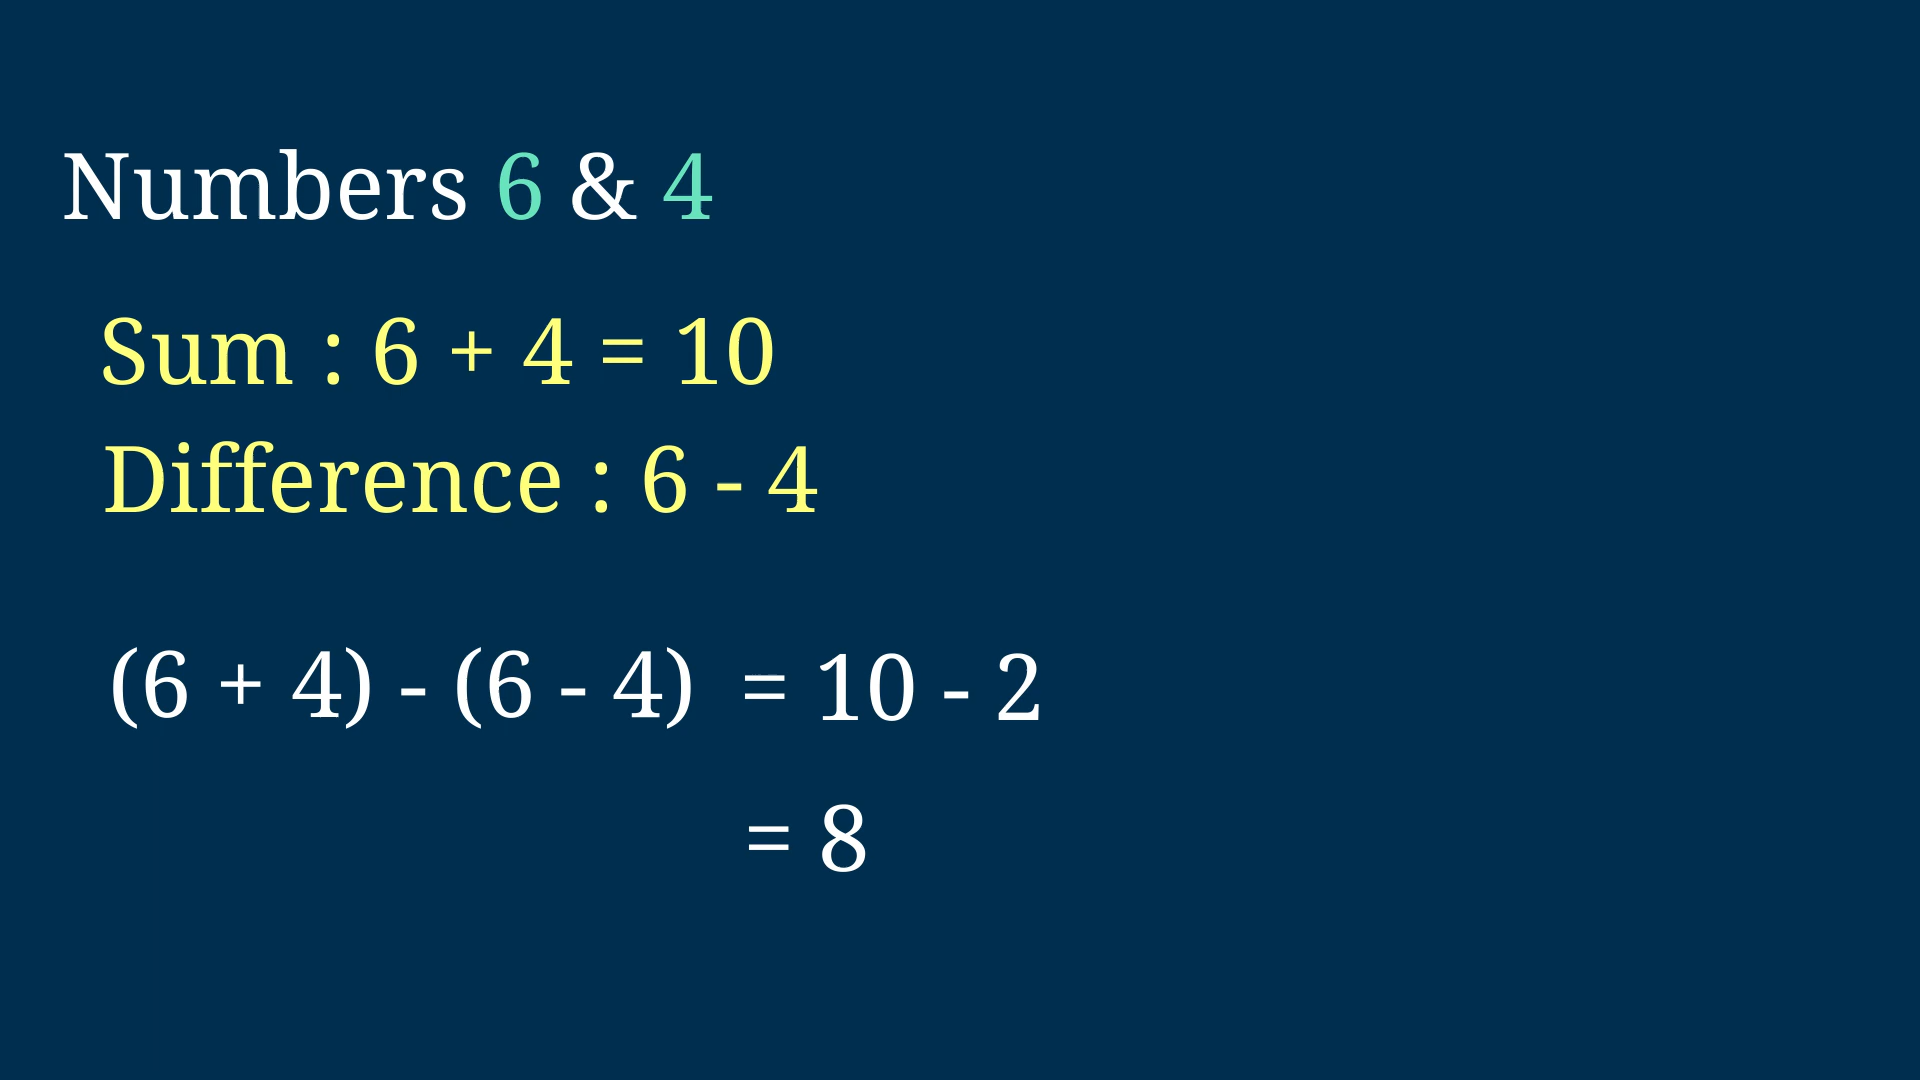 Numbers 6 & 4
Sum : 6 + 4 = 10
Difference : 6 - 4
(6 + 4) - (6 - 4) = 10 - 2
= 8